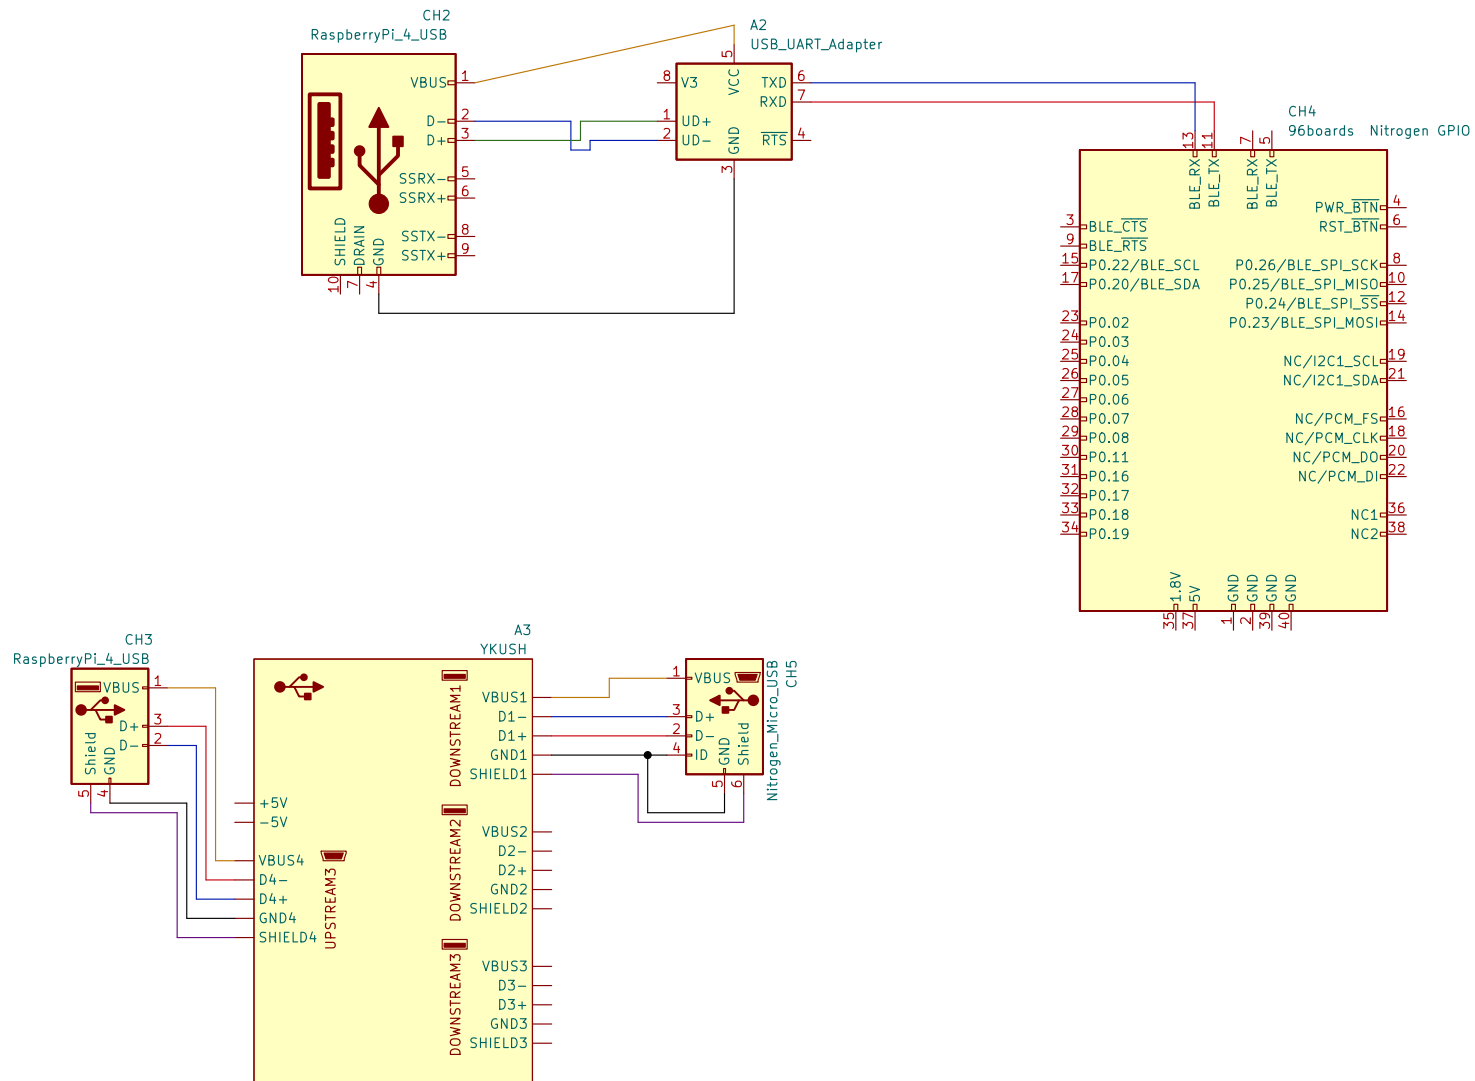 CH2
RaspberryPi_4_USB
VBUS 1
D- 2
D+ 3
SSRX- 5
SSRX+ 6
SSTX- 8
SSTX+ 9
SHIELD DRAIN GND
10 7 4
A2
USB_UART_Adapter
5
VCC
8 V3
TXD 6
RXD 7
1 UD+
2 UD-
RTS 4
GND
3
CH4
96boards Nitrogen GPIO
13 11 7 5
BLE_RX BLE_TX BLE_RX BLE_TX
PWR_BTN 4
RST_BTN 6
3 BLE_CTS
9 BLE_RTS
15 P0.22/BLE_SCL
P0.26/BLE_SPI_SCK 8
17 P0.20/BLE_SDA
P0.25/BLE_SPI_MISO 10
P0.24/BLE_SPI_SS 12
23 P0.02
P0.23/BLE_SPI_MOSI 14
24 P0.03
25 P0.04
NC/I2C1_SCL 19
26 P0.05
NC/I2C1_SDA 21
27 P0.06
28 P0.07
NC/PCM_FS 16
29 P0.08
NC/PCM_CLK 18
30 P0.11
NC/PCM_DO 20
31 P0.16
NC/PCM_DI 22
32 P0.17
33 P0.18
NC1 36
34 P0.19
NC2 38
1.8V 5V GND GND GND GND
35 37 1 2 39 40
CH3
RaspberryPi_4_USB
VBUS 1
D+ 3
D- 2
Shield GND
5 4
A3
YKUSH
+5V
-5V
VBUS4
D4-
D4+
GND4
SHIELD4
UPSTREAM3
DOWNSTREAM1
VBUS1
D1-
D1+
GND1
SHIELD1
DOWNSTREAM2
VBUS2
D2-
D2+
GND2
SHIELD2
DOWNSTREAM3
VBUS3
D3-
D3+
GND3
SHIELD3
1 VBUS
3 D+
2 D-
4 ID
GND Shield
5 6
Nitrogen_Micro_USB
CH5